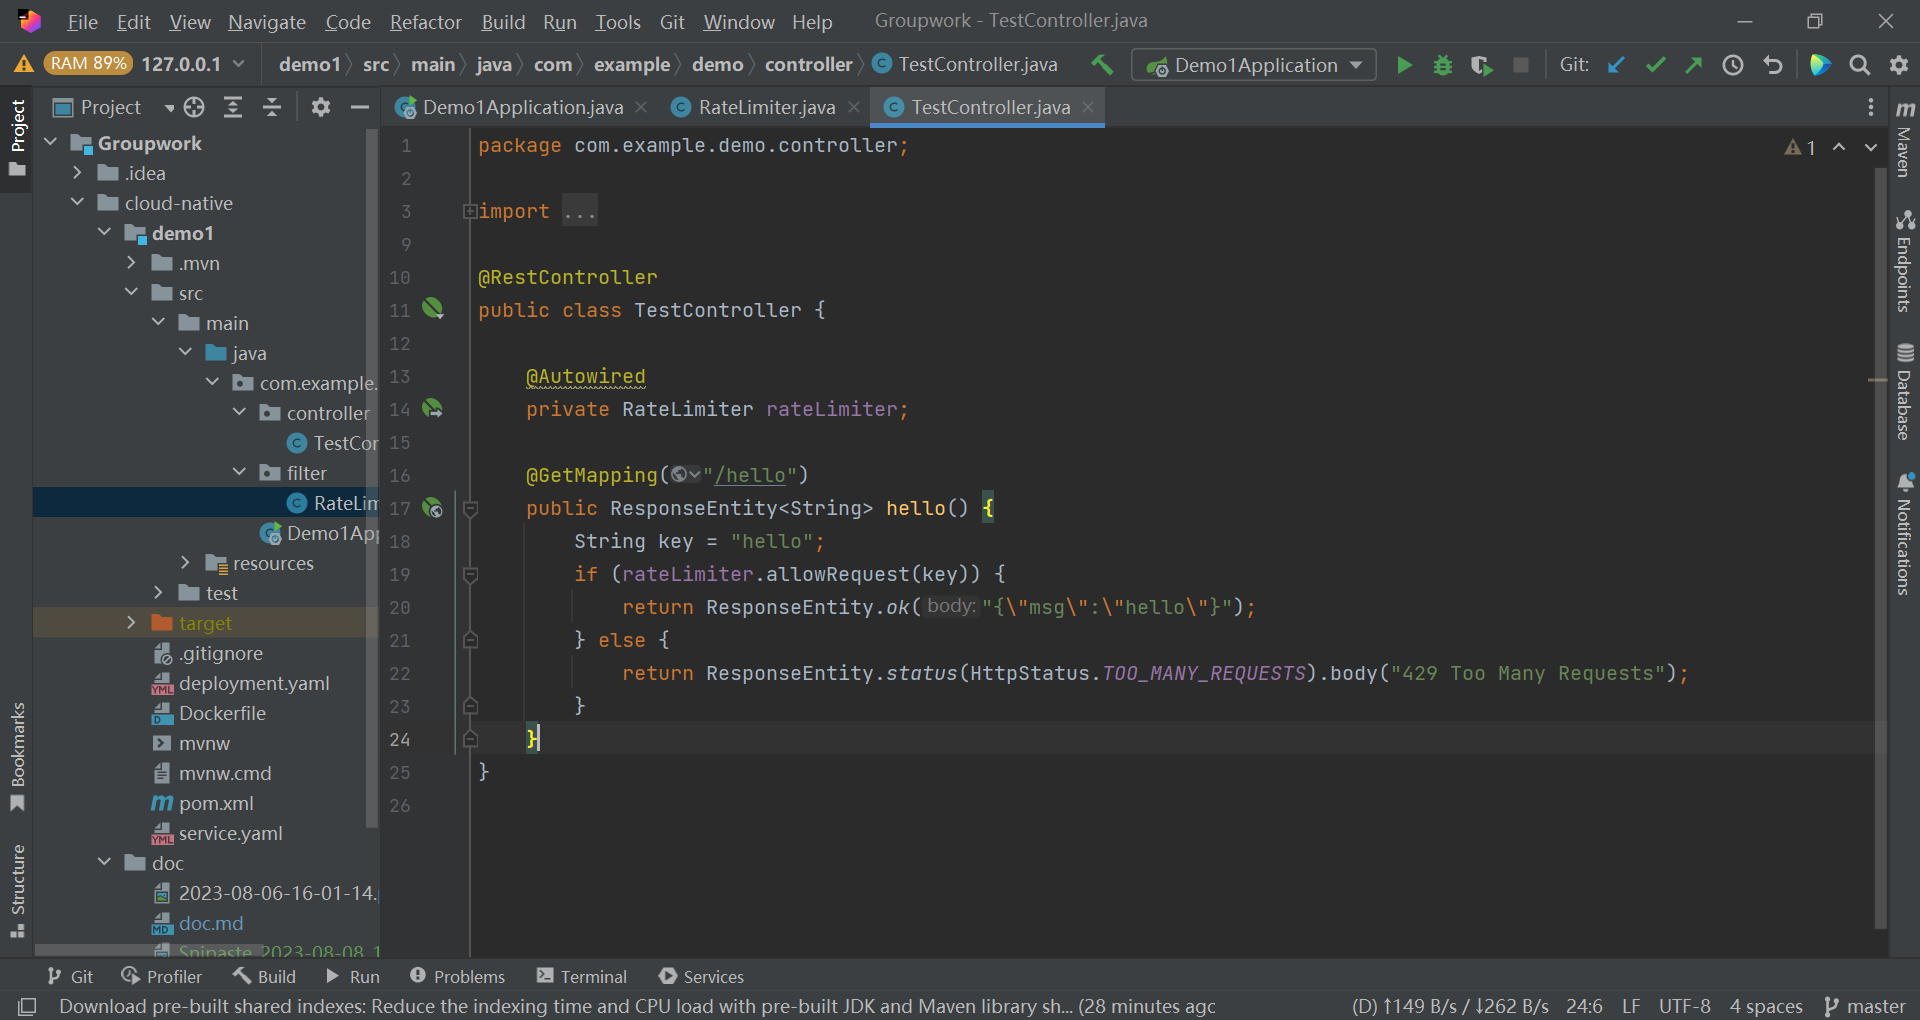 File Edit View Navigate Code Refactor Build Run Tools Git Window Help Groupwork - TestController.java
RAM 89% 127.0.0.1 demo1 src main java com example demo controller TestController.java Demo1Application Git:
Project
Demo1Application.java RateLimiter.java TestController.java
Project
Groupwork
.idea
cloud-native
demo1
.mvn
src
main
java
com.example.
controller
TestCor
filter
RateLim
Demo1App
resources
test
target
.gitignore
deployment.yaml
Dockerfile
mvnw
mvnw.cmd
pom.xml
service.yaml
doc
2023-08-06-16-01-14.p
doc.md
Snipaste_2023-08-08_1
Bookmarks
Structure
1 package com.example.demo.controller;
2
3 import ...
9
10 @RestController
11 public class TestController {
12
13 @Autowired
14 private RateLimiter rateLimiter;
15
16 @GetMapping("/hello")
17 public ResponseEntity<String> hello() {
18 String key = "hello";
19 if (rateLimiter.allowRequest(key)) {
20 return ResponseEntity.ok( body: "{\"msg\":\"hello\"}");
21 } else {
22 return ResponseEntity.status(HttpStatus.TOO_MANY_REQUESTS).body("429 Too Many Requests");
23 }
24 }
25 }
26
1
Maven
Endpoints
Database
Notifications
Git Profiler Build Run Problems Terminal Services
Download pre-built shared indexes: Reduce the indexing time and CPU load with pre-built JDK and Maven library sh... (28 minutes agc (D) ↑149 B/s / ↓262 B/s 24:6 LF UTF-8 4 spaces master